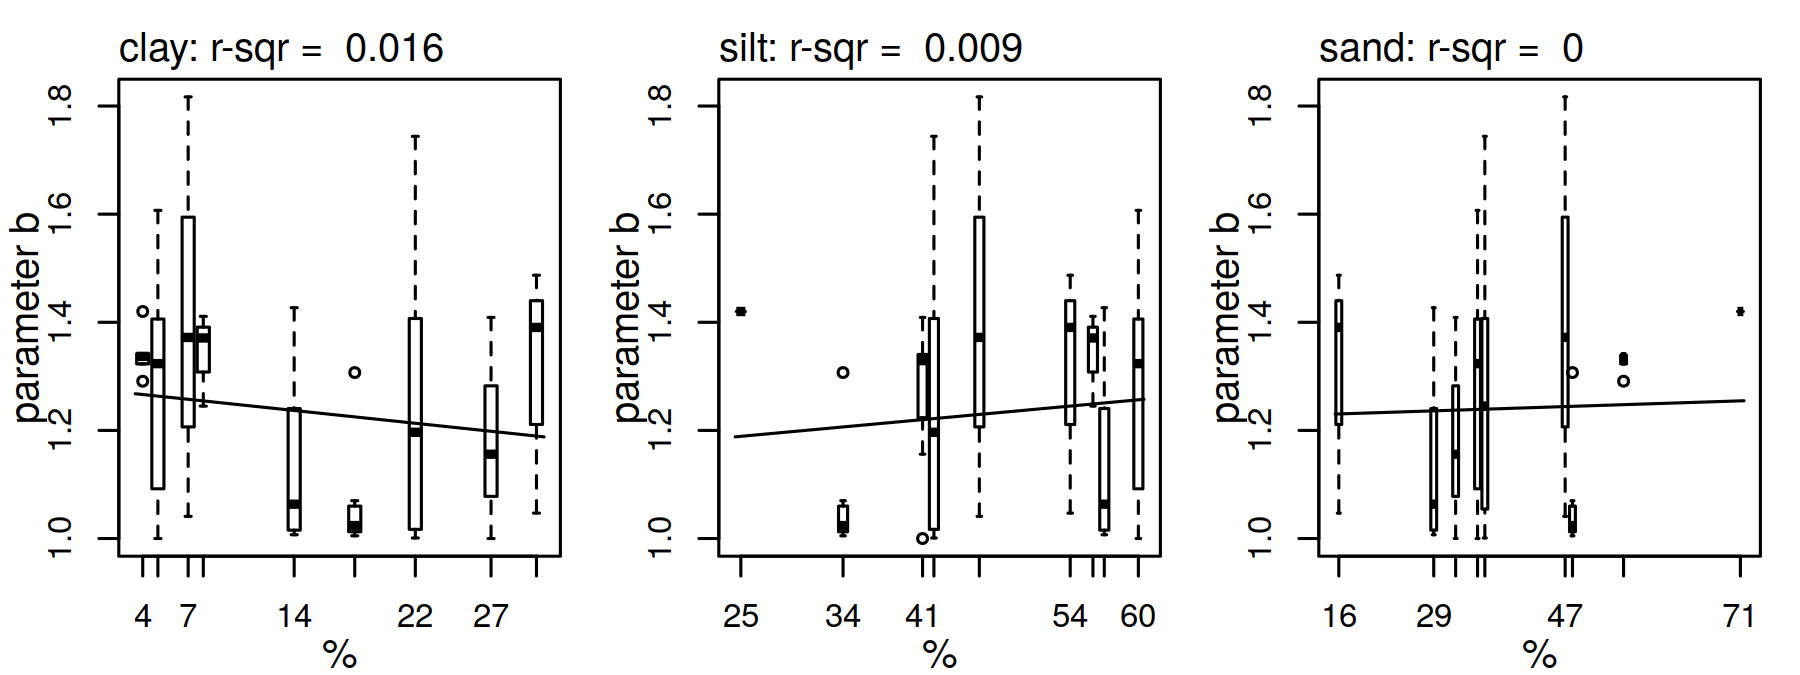 clay: r-sqr =  0.016
parameter b
1.0 1.2 1.4 1.6 1.8
4 7 14 22 27
%
silt: r-sqr =  0.009
parameter b
1.0 1.2 1.4 1.6 1.8
25 34 41 54 60
%
sand: r-sqr =  0
parameter b
1.0 1.2 1.4 1.6 1.8
16 29 47 71
%